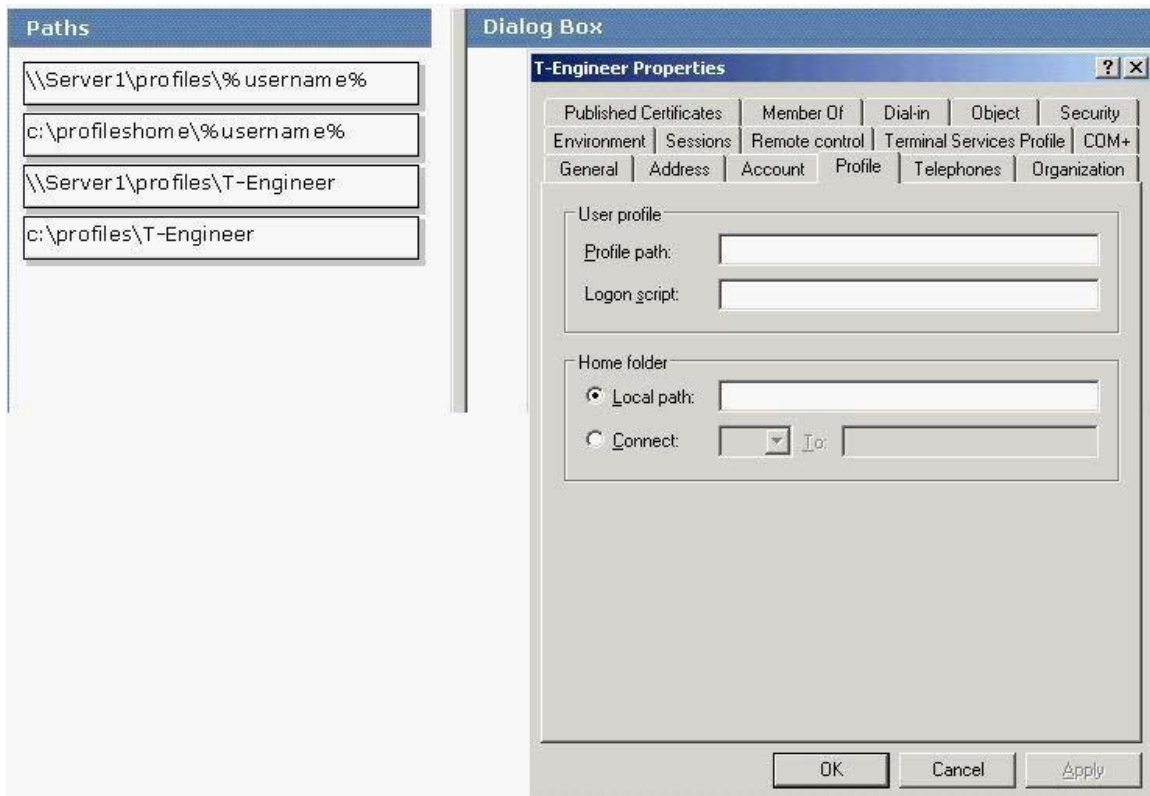 Paths
\\Server1\profiles\%username%
c:\profileshome\%username%
\\Server1\profiles\T-Engineer
c:\profiles\T-Engineer
Dialog Box
T-Engineer Properties
Published Certificates Member Of Dial-in Object Security
Environment Sessions Remote control Terminal Services Profile COM+
General Address Account Profile Telephones Organization
User profile
Profile path:
Logon script:
Home folder
Local path:
Connect: To:
OK Cancel Apply